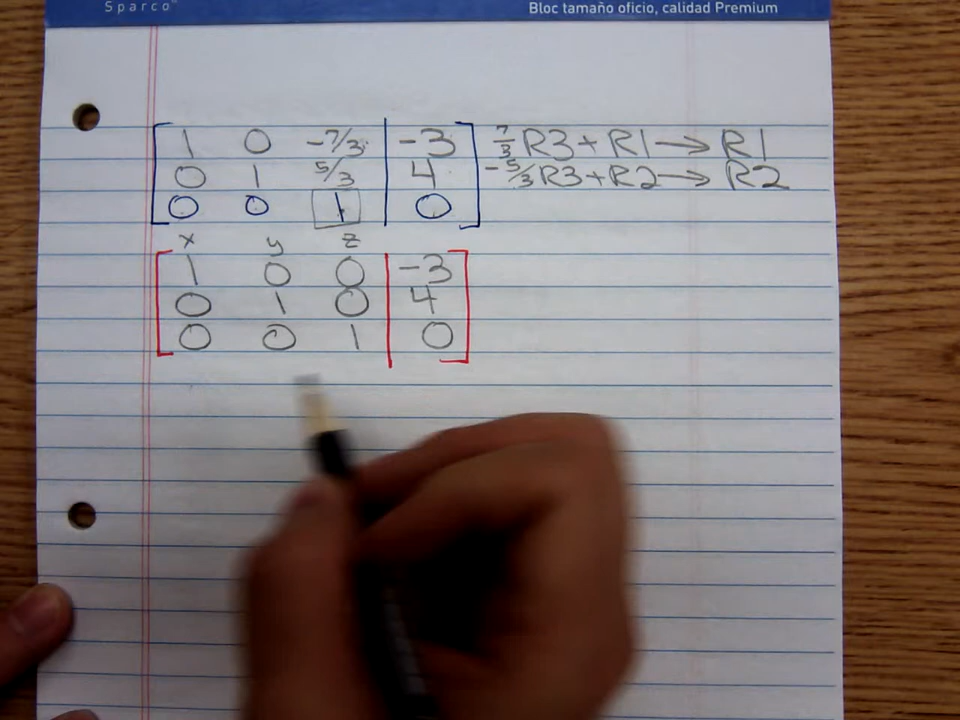 Sparco™ Bloc tamaño oficio, calidad Premium
1 0 -7/3 -3 7/3 R3+R1→R1
0 1 5/3 4 -5/3 R3+R2→R2
0 0 1 0
x y z
1 0 0 -3
0 1 0 4
0 0 1 0